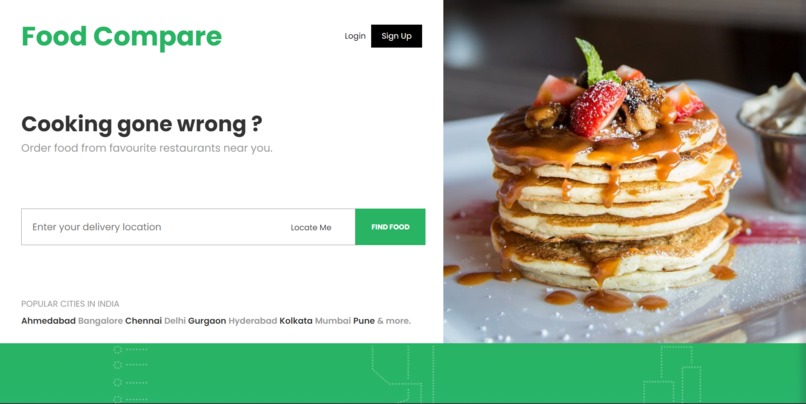 Food Compare
Login Sign Up
Cooking gone wrong ?
Order food from favourite restaurants near you.
Enter your delivery location Locate Me FIND FOOD
POPULAR CITIES IN INDIA
Ahmedabad Bangalore Chennai Delhi Gurgaon Hyderabad Kolkata Mumbai Pune & more.